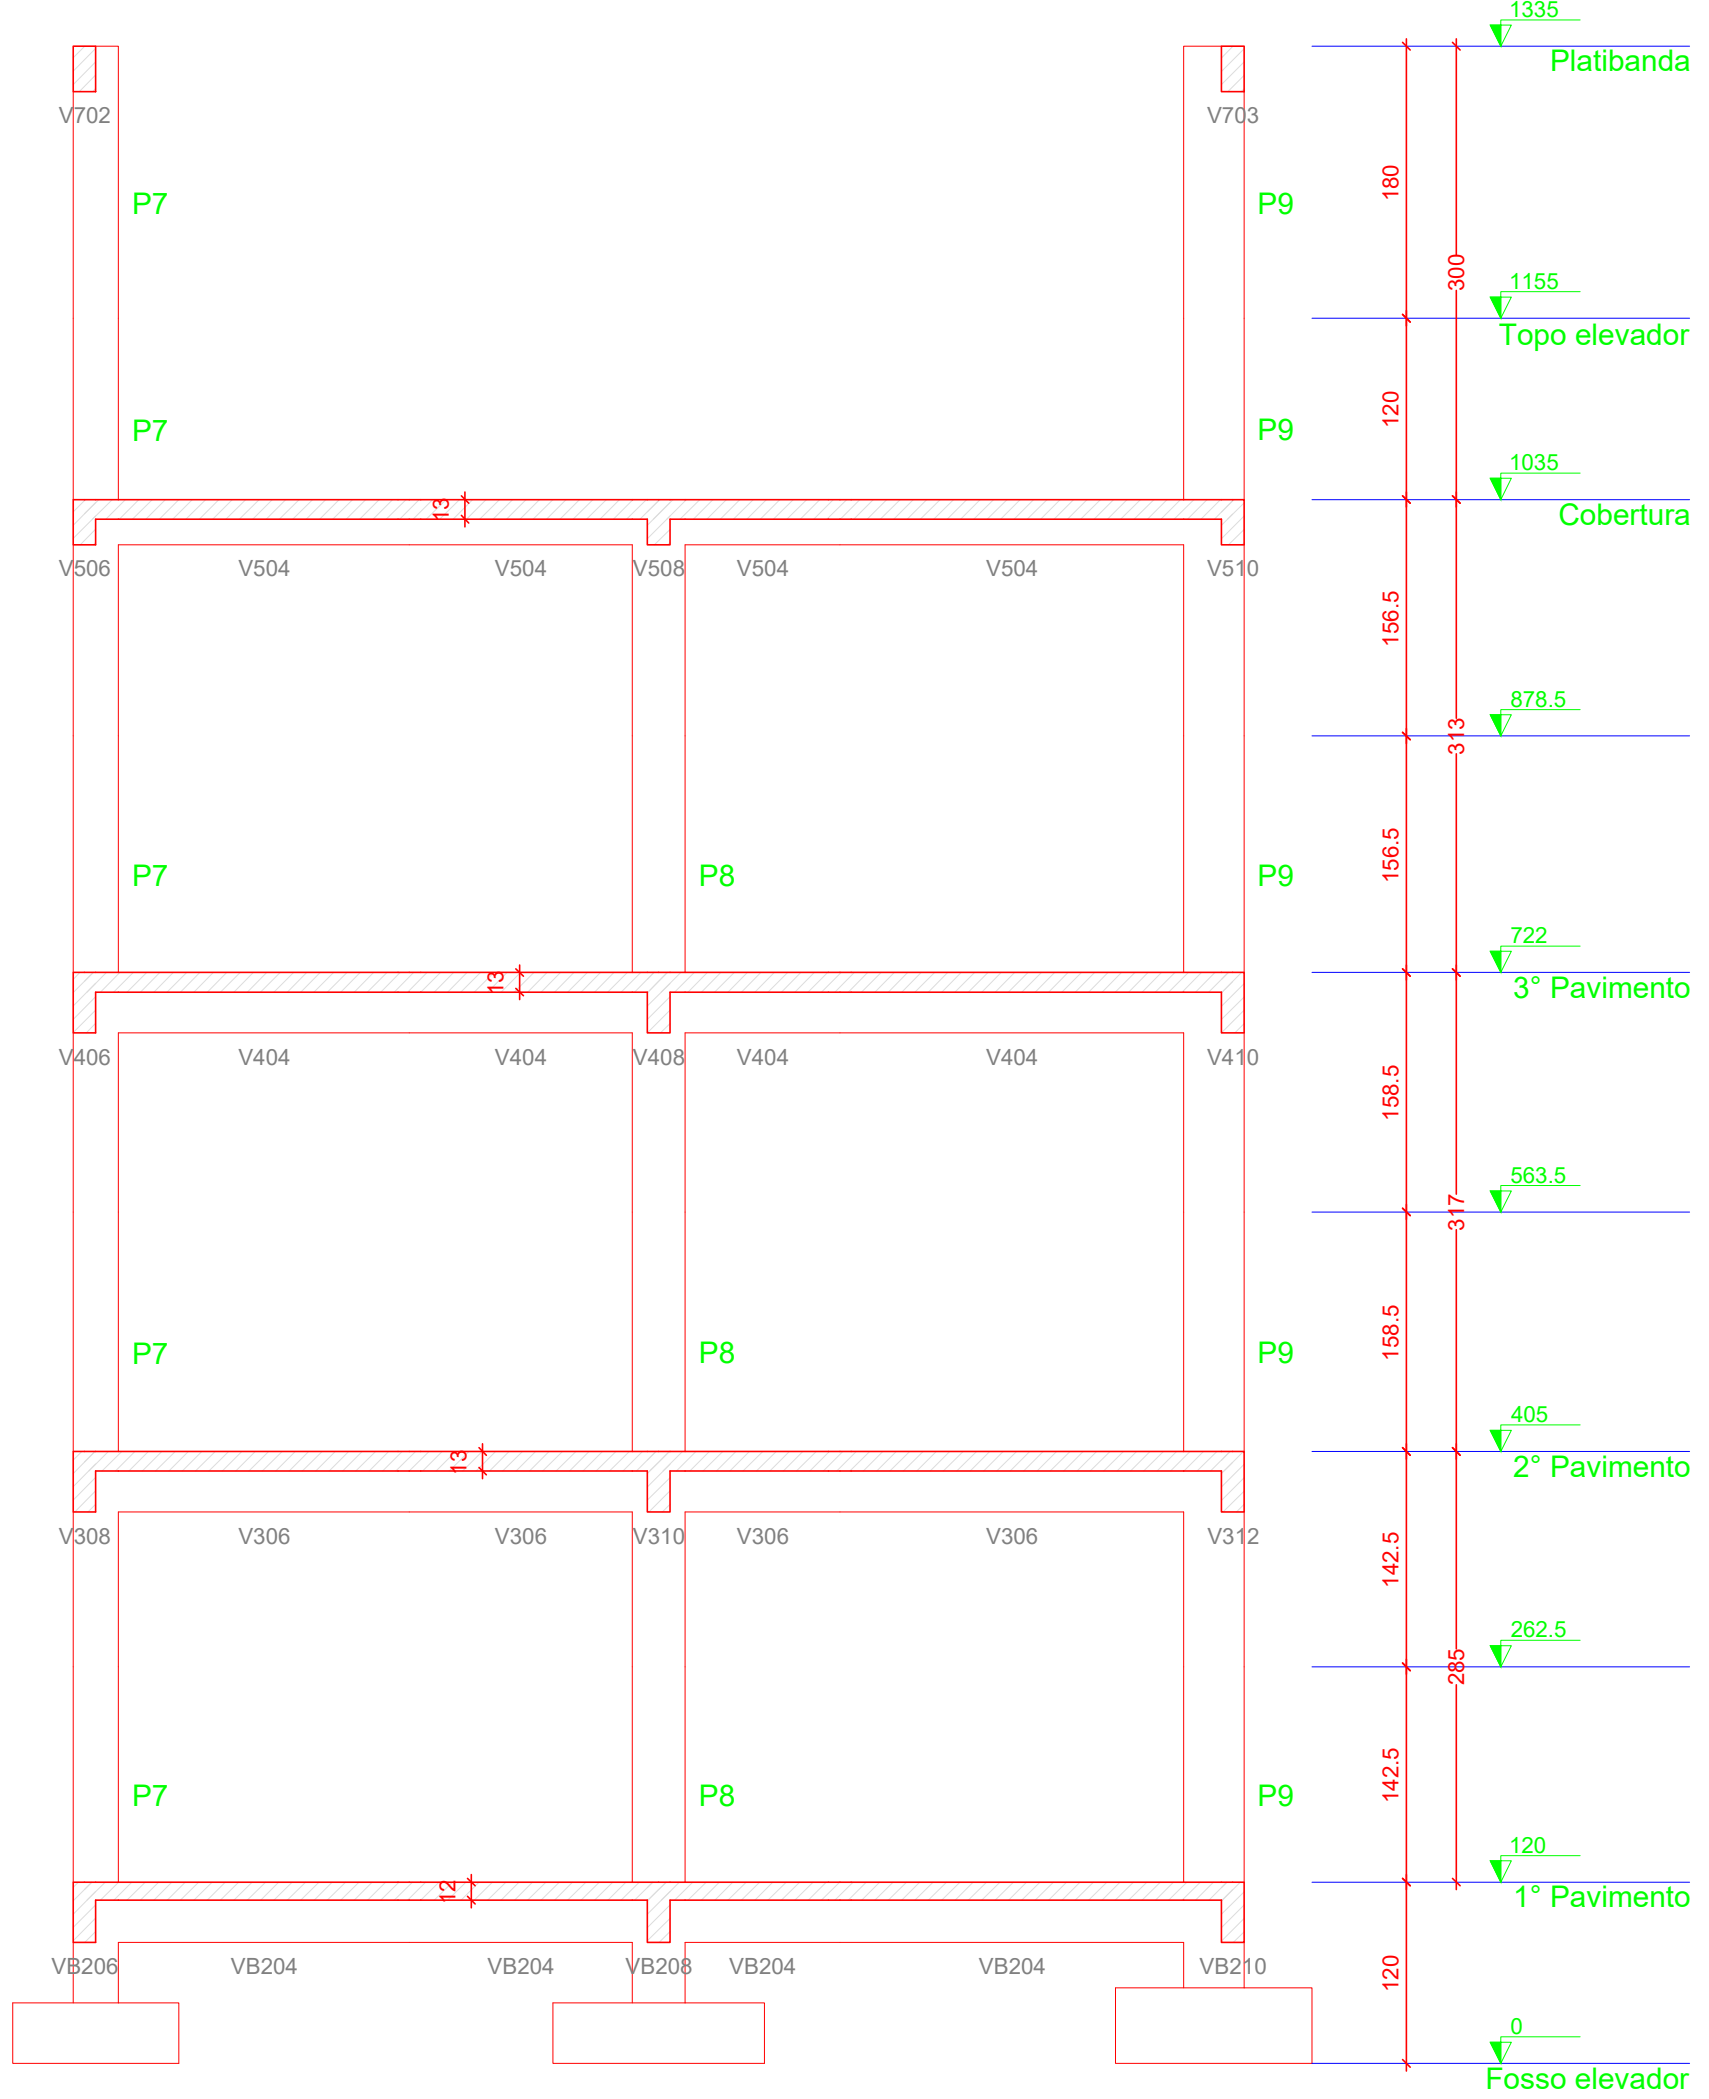 1335
Platibanda
V702
V703
180
P7
P9
300
1155
Topo elevador
120
P7
P9
1035
13
Cobertura
V506
V504
V504
V508
V504
V504
V510
156.5
878.5
313
156.5
P7
P8
P9
722
13
3° Pavimento
V406
V404
V404
V408
V404
V404
V410
158.5
563.5
317
158.5
P7
P8
P9
405
13
2° Pavimento
V308
V306
V306
V310
V306
V306
V312
142.5
262.5
285
142.5
P7
P8
P9
120
12
1° Pavimento
VB206
VB204
VB204
VB208
VB204
VB204
VB210
120
0
Fosso elevador